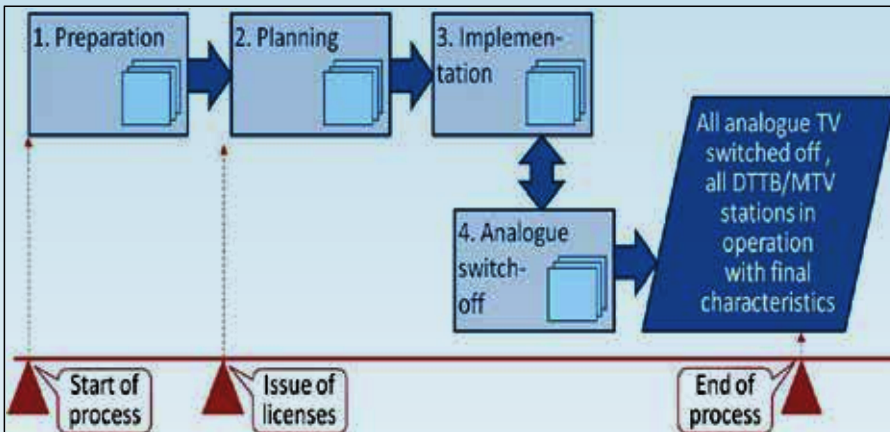 1. Preparation
2. Planning
3. Implemen-
tation
4. Analogue
switch-
off
All analogue TV
switched off ,
all DTTB/MTV
stations in
operation
with final
characteristics
Start of
process
Issue of
licenses
End of
process